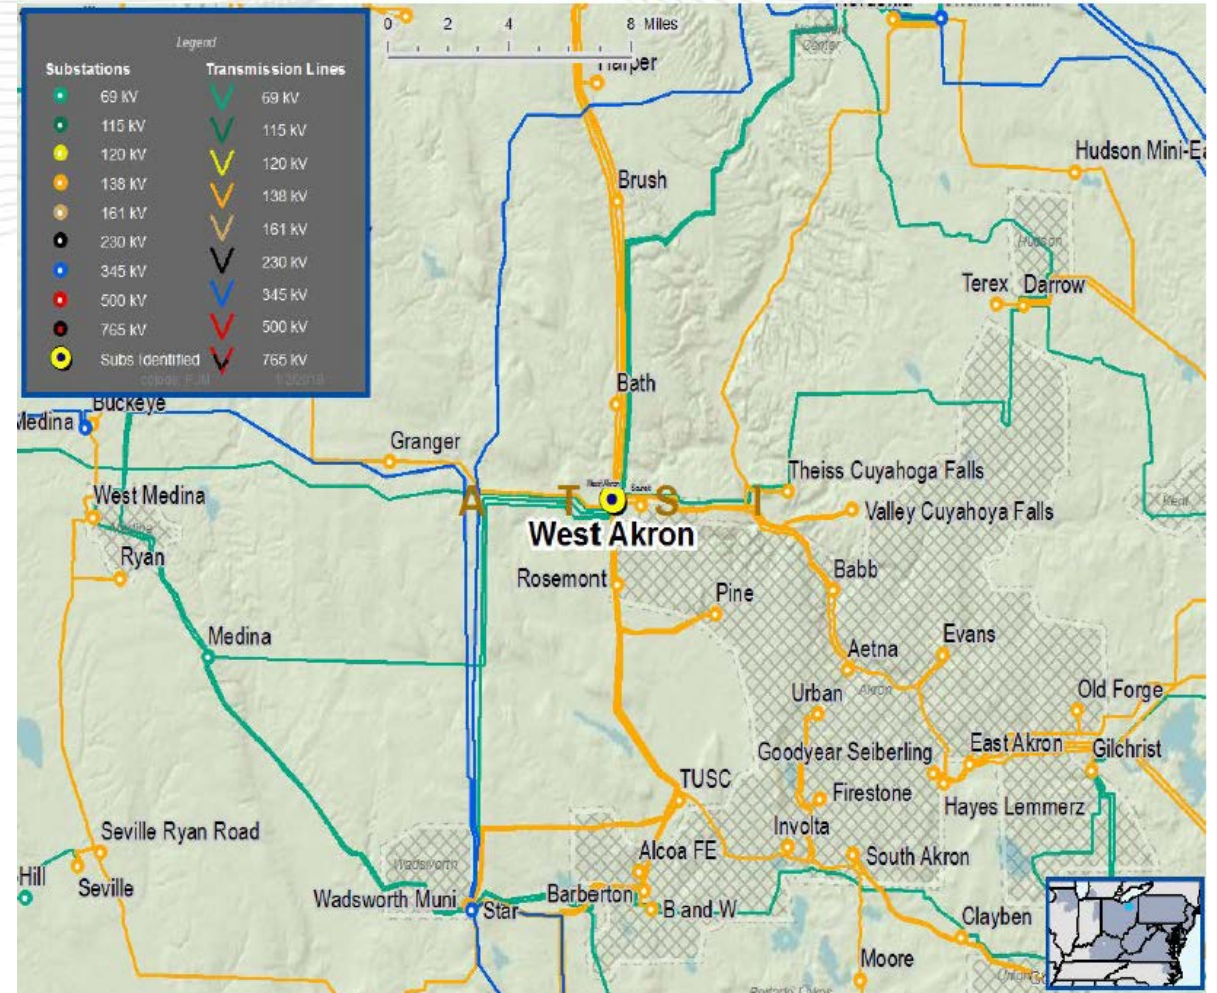 0 2 4 8 Miles
Legend
Substations
Transmission Lines
69 kV
115 kV
120 kV
138 kV
161 kV
230 kV
345 kV
500 kV
765 kV
Subs Identified
69 kV
115 kV
120 kV
138 kV
161 kV
230 kV
345 kV
500 kV
765 kV
Harper
Center
Hudson Mini-Ea
Brush
Hudson
Terex
Darrow
Bath
Buckeye
Medina
Granger
Theiss Cuyahoga Falls
West Medina
A T S I
Valley Cuyahoya Falls
Kent
West Akron
Ryan
Rosemont
Babb
Pine
Medina
Evans
Aetna
Akron
Urban
Old Forge
Goodyear Seiberling
East Akron
Gilchrist
TUSC
Firestone
Hayes Lemmerz
Involta
Seville Ryan Road
Wadsworth
Alcoa FE
South Akron
Hill
Seville
Wadsworth Muni
Star
Barberton
B and W
Clayben
Moore